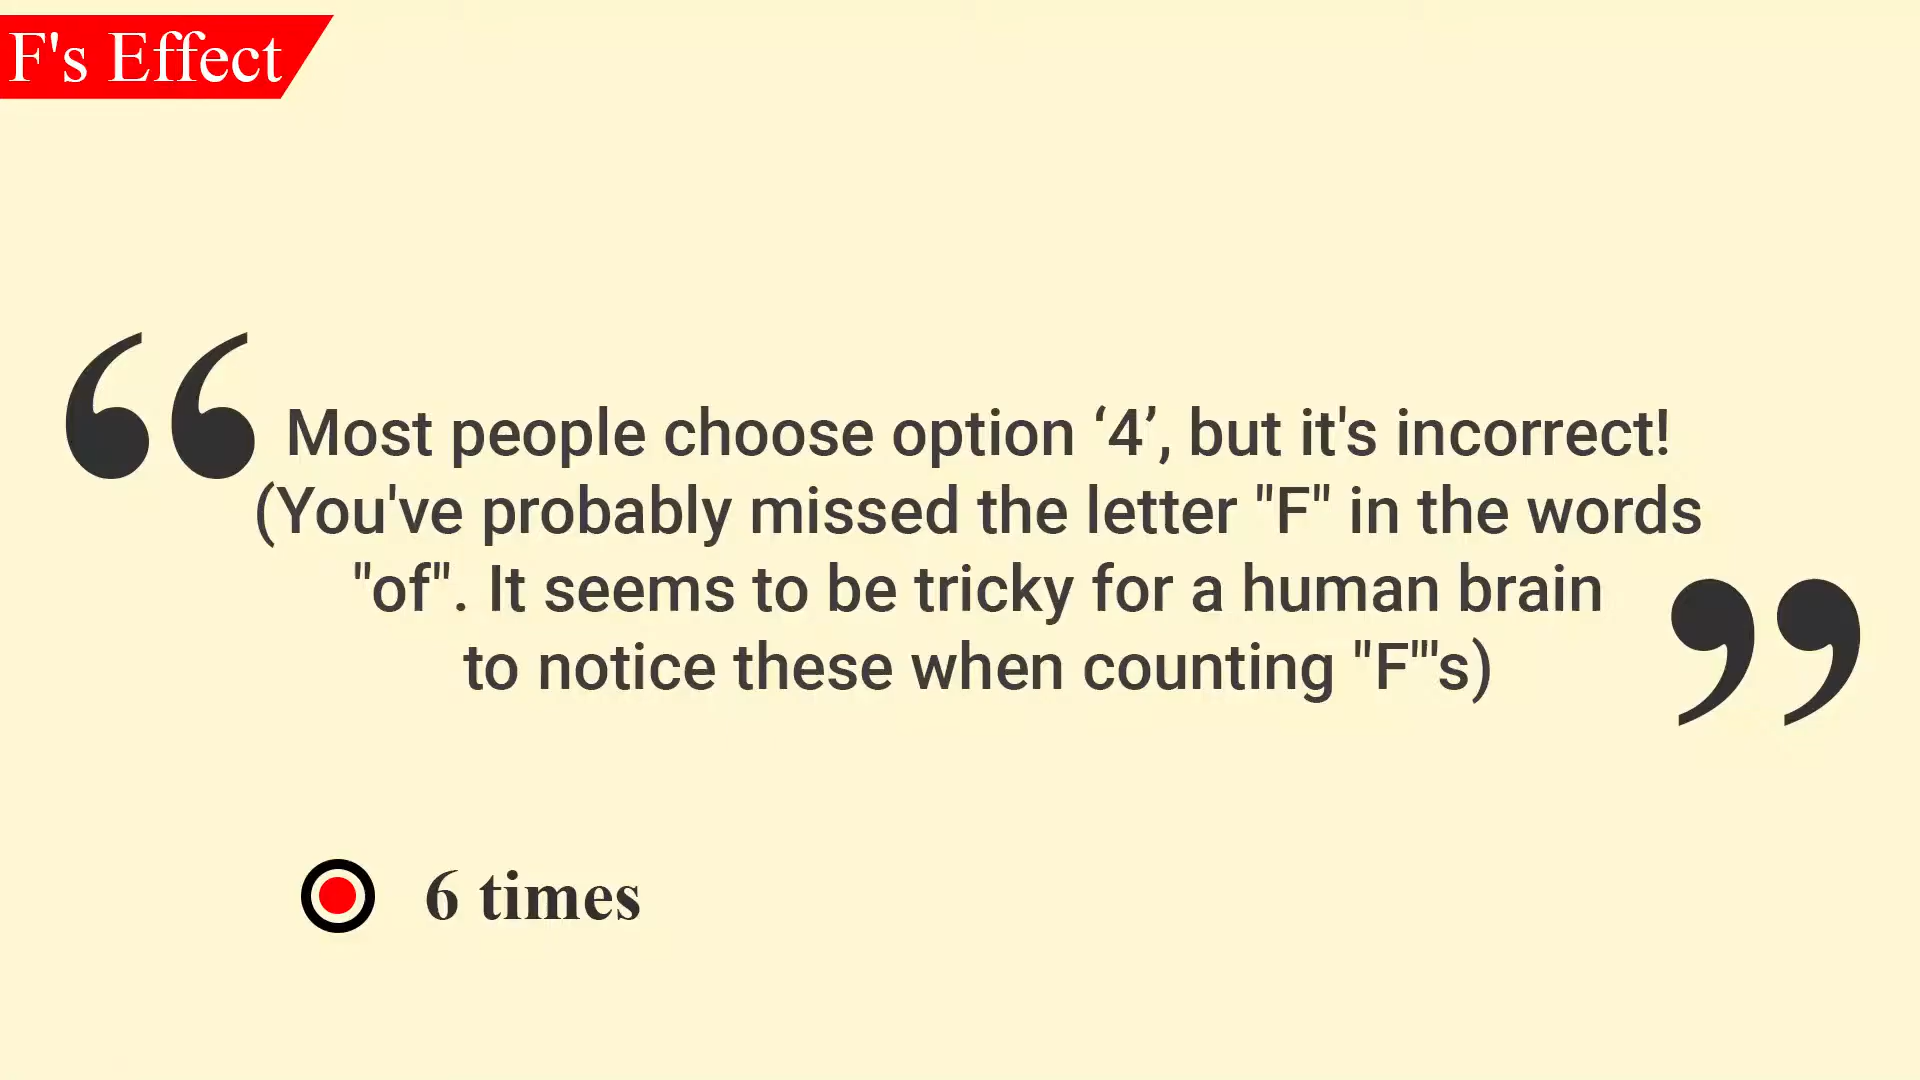 F's Effect
“
Most people choose option ‘4’, but it's incorrect!
(You've probably missed the letter "F" in the words
"of". It seems to be tricky for a human brain
to notice these when counting "F"'s)
”
6 times